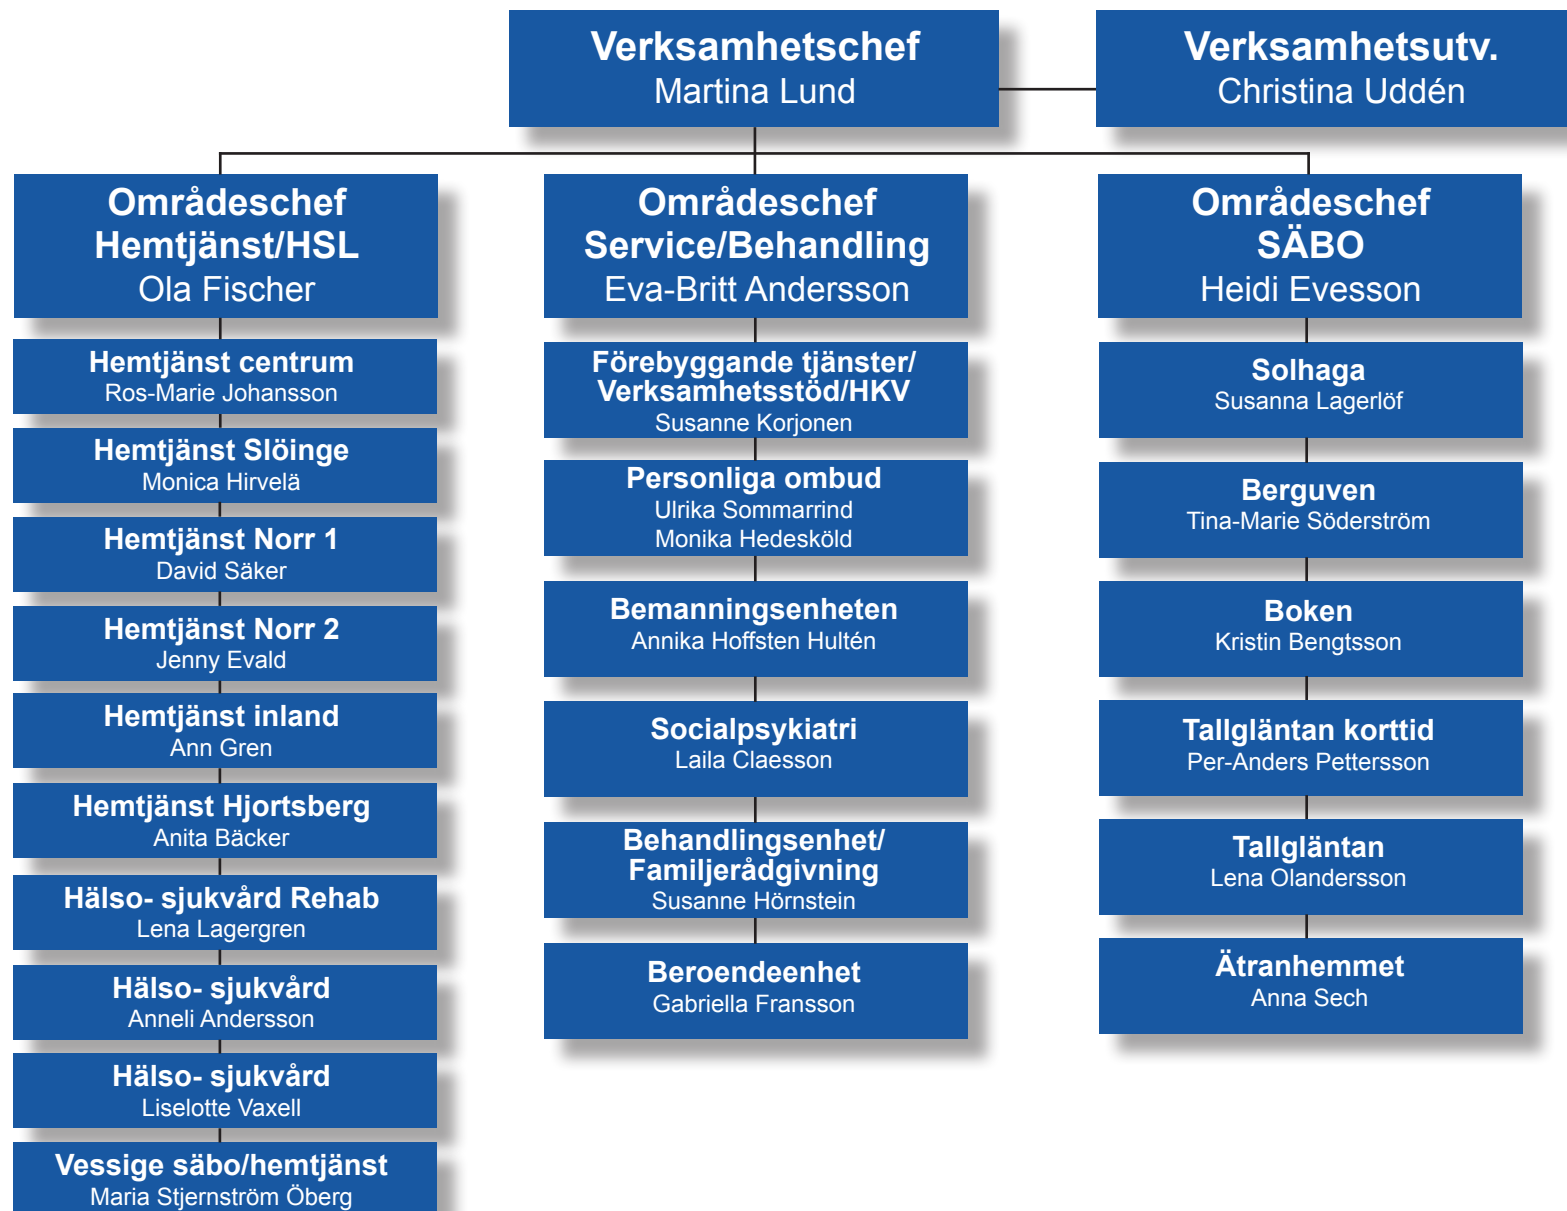 Verksamhetschef
Martina Lund
Verksamhetsutv.
Christina Uddén
Områdeschef
Hemtjänst/HSL
Ola Fischer
Hemtjänst centrum
Ros-Marie Johansson
Hemtjänst Slöinge
Monica Hirvelä
Hemtjänst Norr 1
David Säker
Hemtjänst Norr 2
Jenny Evald
Hemtjänst inland
Ann Gren
Hemtjänst Hjortsberg
Anita Bäcker
Hälso- sjukvård Rehab
Lena Lagergren
Hälso- sjukvård
Anneli Andersson
Hälso- sjukvård
Liselotte Vaxell
Vessige säbo/hemtjänst
Maria Stjernström Öberg
Områdeschef
Service/Behandling
Eva-Britt Andersson
Förebyggande tjänster/
Verksamhetsstöd/HKV
Susanne Korjonen
Personliga ombud
Ulrika Sommarrind
Monika Hedesköld
Bemanningsenheten
Annika Hoffsten Hultén
Socialpsykiatri
Laila Claesson
Behandlingsenhet/
Familjerådgivning
Susanne Hörnstein
Beroendeenhet
Gabriella Fransson
Områdeschef
SÄBO
Heidi Evesson
Solhaga
Susanna Lagerlöf
Berguven
Tina-Marie Söderström
Boken
Kristin Bengtsson
Tallgläntan korttid
Per-Anders Pettersson
Tallgläntan
Lena Olandersson
Ätranhemmet
Anna Sech